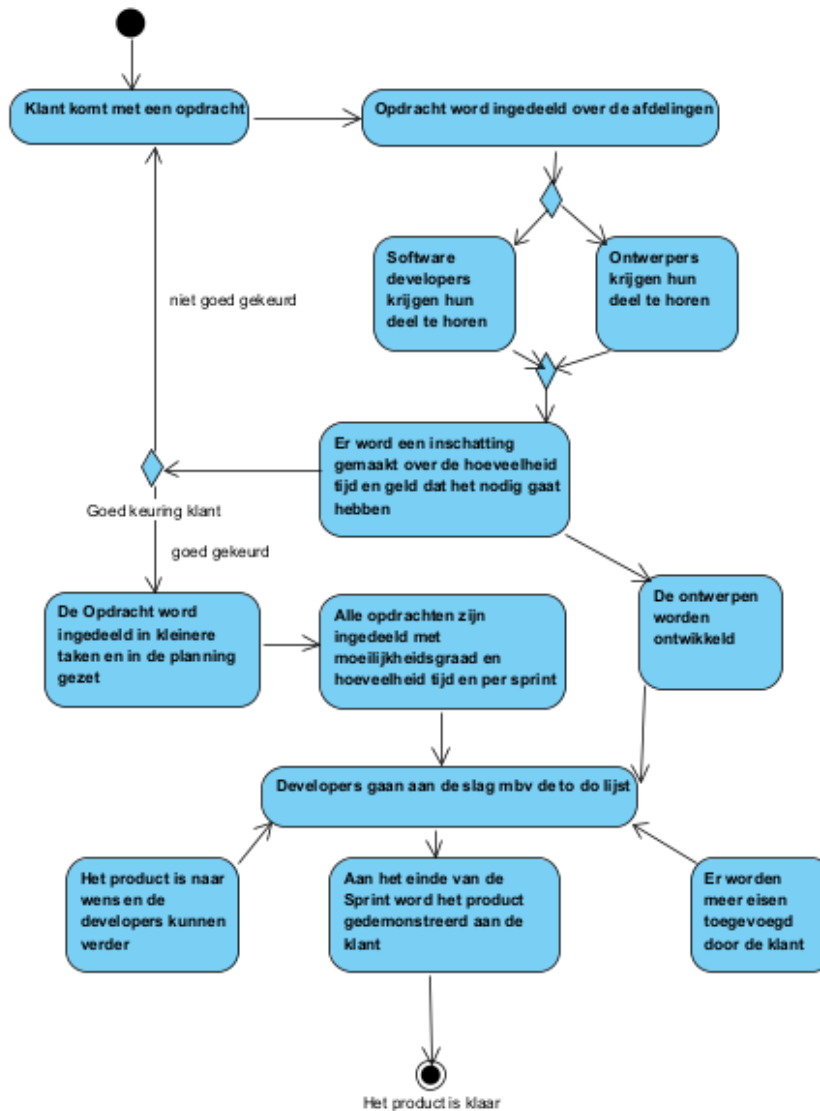 Klant komt met een opdracht
Opdracht word ingedeeld over de afdelingen
Software
developers
krijgen hun
deel te horen
Ontwerpers
krijgen hun
deel te horen
niet goed gekeurd
Er word een inschatting
gemaakt over de hoeveelheid
tijd en geld dat het nodig gaat
hebben
Goed keuring klant
goed gekeurd
De Opdracht word
ingedeeld in kleinere
taken en in de planning
gezet
Alle opdrachten zijn
ingedeeld met
moeilijkheidsgraad en
hoeveelheid tijd en per sprint
De ontwerpen
worden
ontwikkeld
Developers gaan aan de slag mbv de to do lijst
Het product is naar
wens en de
developers kunnen
verder
Aan het einde van de
Sprint word het product
gedemonstreerd aan de
klant
Er worden
meer eisen
toegevoegd
door de klant
Het product is klaar